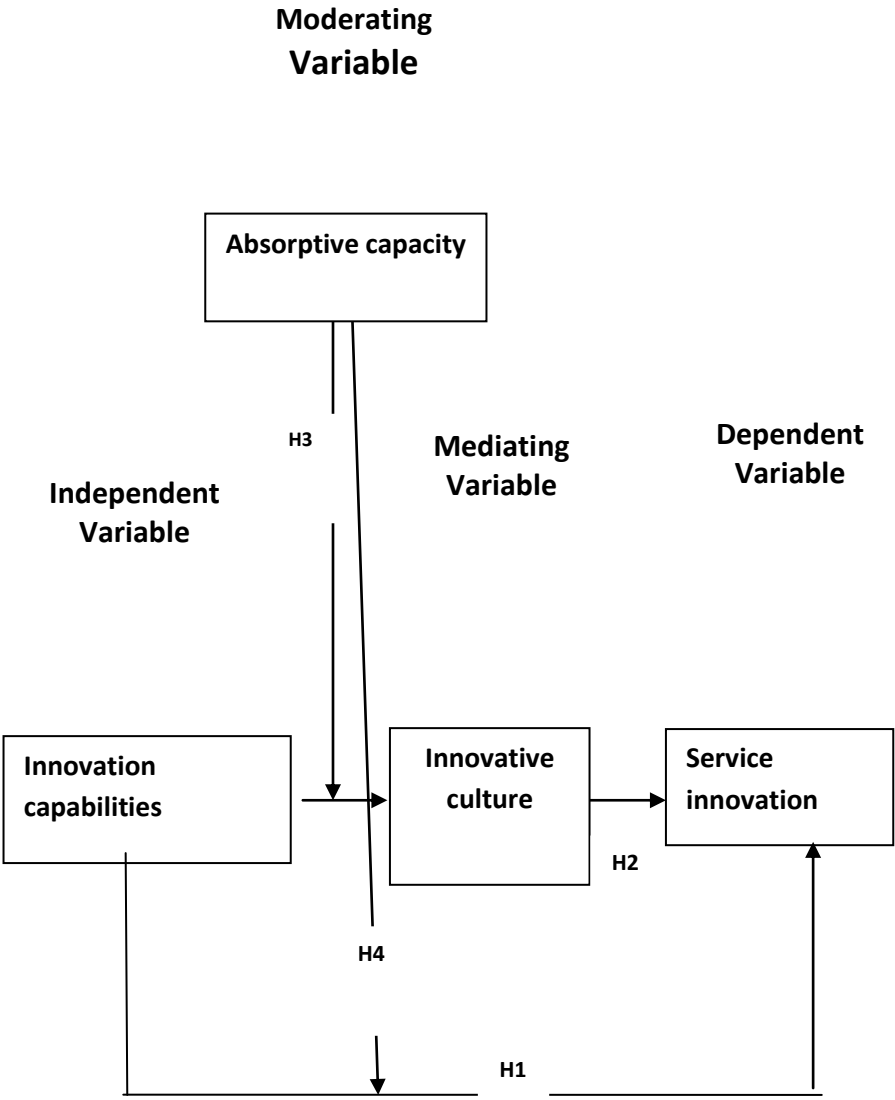 Moderating
Variable
Absorptive capacity
H3
Mediating
Variable
Dependent
Variable
Independent
Variable
Innovation
capabilities
Innovative
culture
Service
innovation
H2
H4
H1